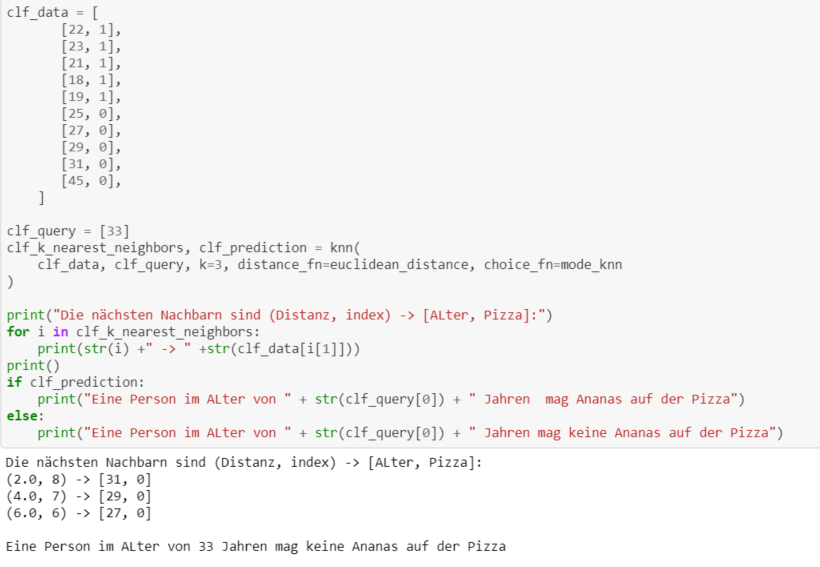 clf_data = [
[22, 1],
[23, 1],
[21, 1],
[18, 1],
[19, 1],
[25, 0],
[27, 0],
[29, 0],
[31, 0],
[45, 0],
]
clf_query = [33]
clf_k_nearest_neighbors, clf_prediction = knn(
clf_data, clf_query, k=3, distance_fn=euclidean_distance, choice_fn=mode_knn
)
print("Die nächsten Nachbarn sind (Distanz, index) -> [ALter, Pizza]:")
for i in clf_k_nearest_neighbors:
print(str(i) +" -> " +str(clf_data[i[1]]))
print()
if clf_prediction:
print("Eine Person im ALter von " + str(clf_query[0]) + " Jahren  mag Ananas auf der Pizza")
else:
print("Eine Person im ALter von " + str(clf_query[0]) + " Jahren mag keine Ananas auf der Pizza")
Die nächsten Nachbarn sind (Distanz, index) -> [ALter, Pizza]:
(2.0, 8) -> [31, 0]
(4.0, 7) -> [29, 0]
(6.0, 6) -> [27, 0]
Eine Person im ALter von 33 Jahren mag keine Ananas auf der Pizza